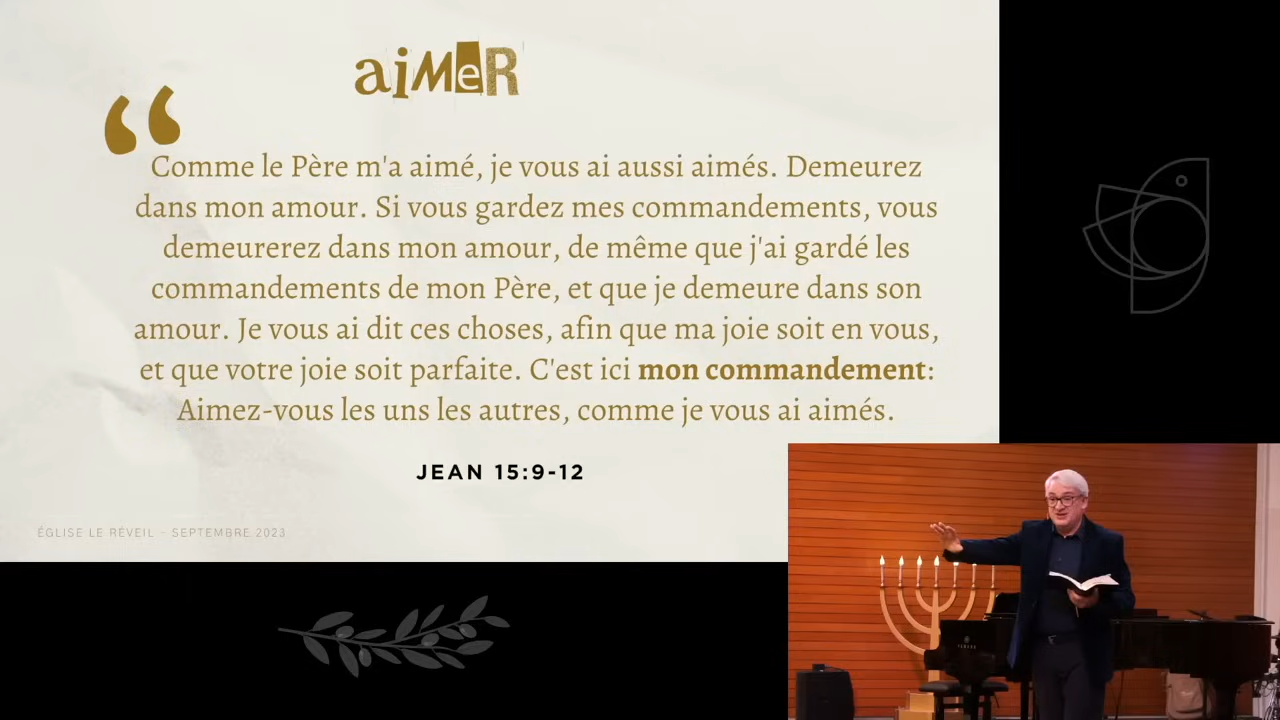 aiMeR
“
Comme le Père m'a aimé, je vous ai aussi aimés. Demeurez
dans mon amour. Si vous gardez mes commandements, vous
demeurerez dans mon amour, de même que j'ai gardé les
commandements de mon Père, et que je demeure dans son
amour. Je vous ai dit ces choses, afin que ma joie soit en vous,
et que votre joie soit parfaite. C'est ici mon commandement:
Aimez-vous les uns les autres, comme je vous ai aimés.
JEAN 15:9-12
ÉGLISE LE RÉVEIL - SEPTEMBRE 2023
YAMAHA